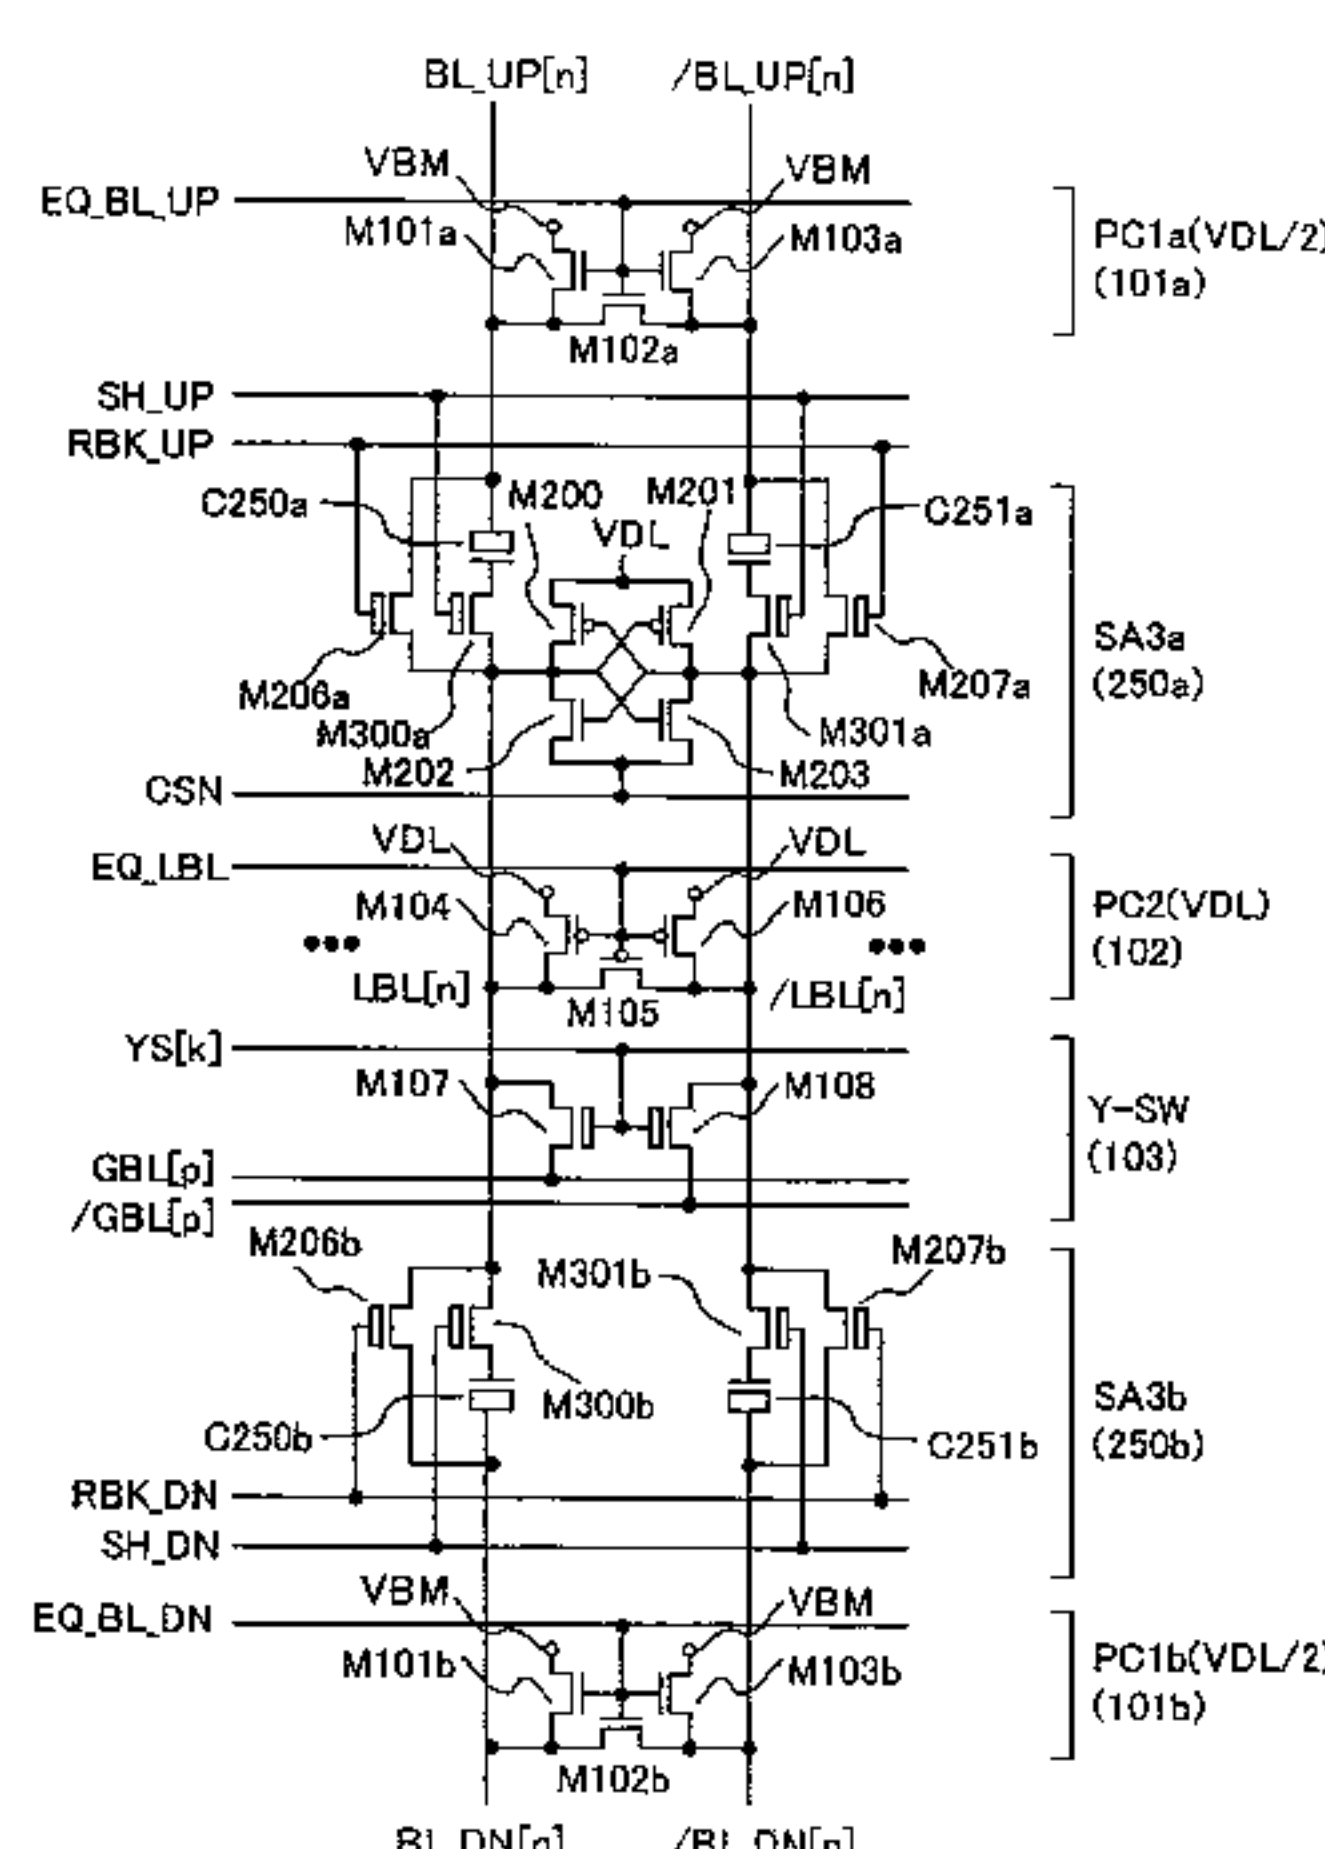 BL_UP[n] /BL_UP[n]
VBM VBM
EQ_BL_UP
M101a M103a
PC1a(VDL/2)
(101a)
M102a
SH_UP
RBK_UP
C250a M200 M201 C251a
VDL
SA3a
(250a)
M206a M207a
M300a M301a
M202 M203
CSN
VDL VDL
EQ_LBL
M104 M106
PC2(VDL)
(102)
••• •••
LBL[n] /LBL[n]
M105
YS[k]
M107 M108
Y-SW
(103)
GBL[p]
/GBL[p]
M206b M207b
M301b
M300b
SA3b
(250b)
C250b C251b
RBK_DN
SH_DN
VBM VBM
EQ_BL_DN
M101b M103b
PC1b(VDL/2)
(101b)
M102b
BL_DN[n] /BL_DN[n]